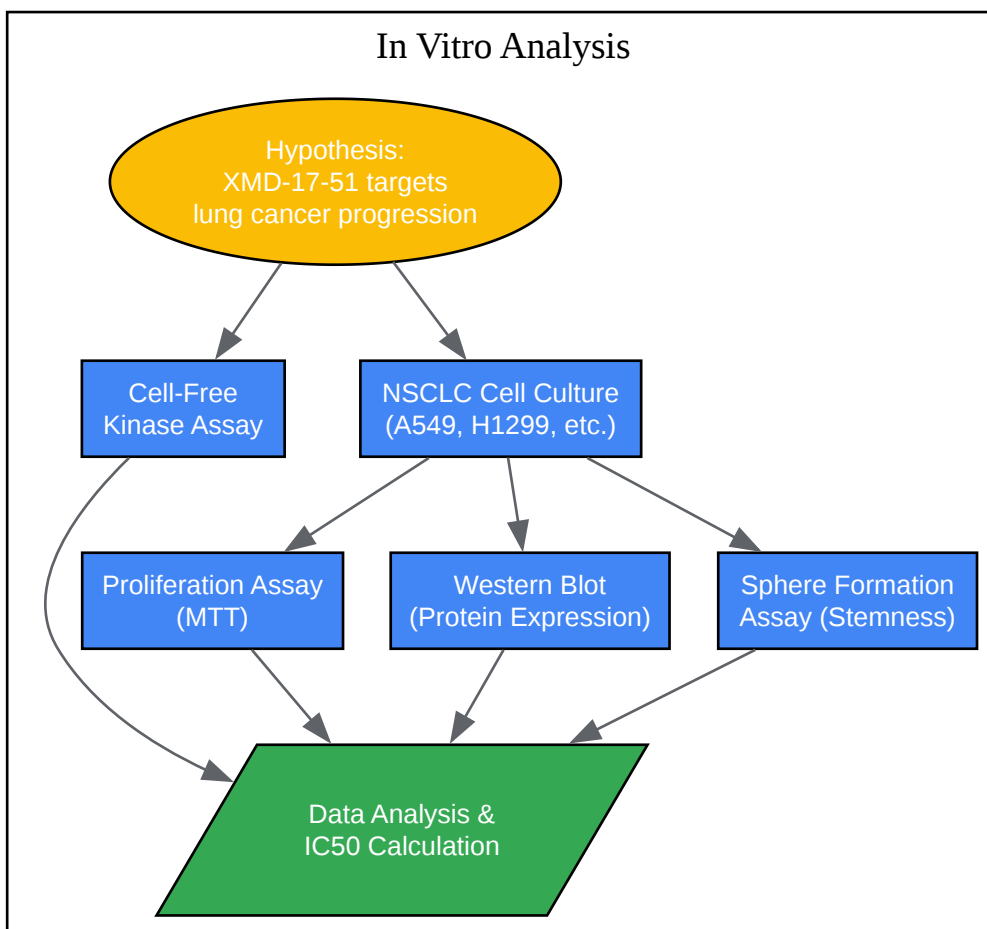 In Vitro Analysis
Hypothesis:
XMD-17-51 targets
lung cancer progression
Cell-Free
Kinase Assay
NSCLC Cell Culture
(A549, H1299, etc.)
Proliferation Assay
(MTT)
Western Blot
(Protein Expression)
Sphere Formation
Assay (Stemness)
Data Analysis &
IC50 Calculation